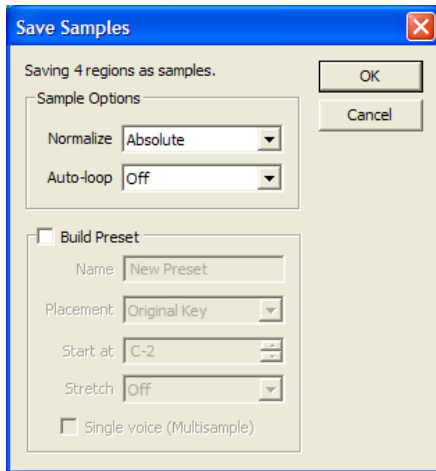 Save Samples
Saving 4 regions as samples.
OK
Cancel
Sample Options
Normalize Absolute
Auto-loop Off
Build Preset
Name New Preset
Placement Original Key
Start at C-2
Stretch Off
Single voice (Multisample)